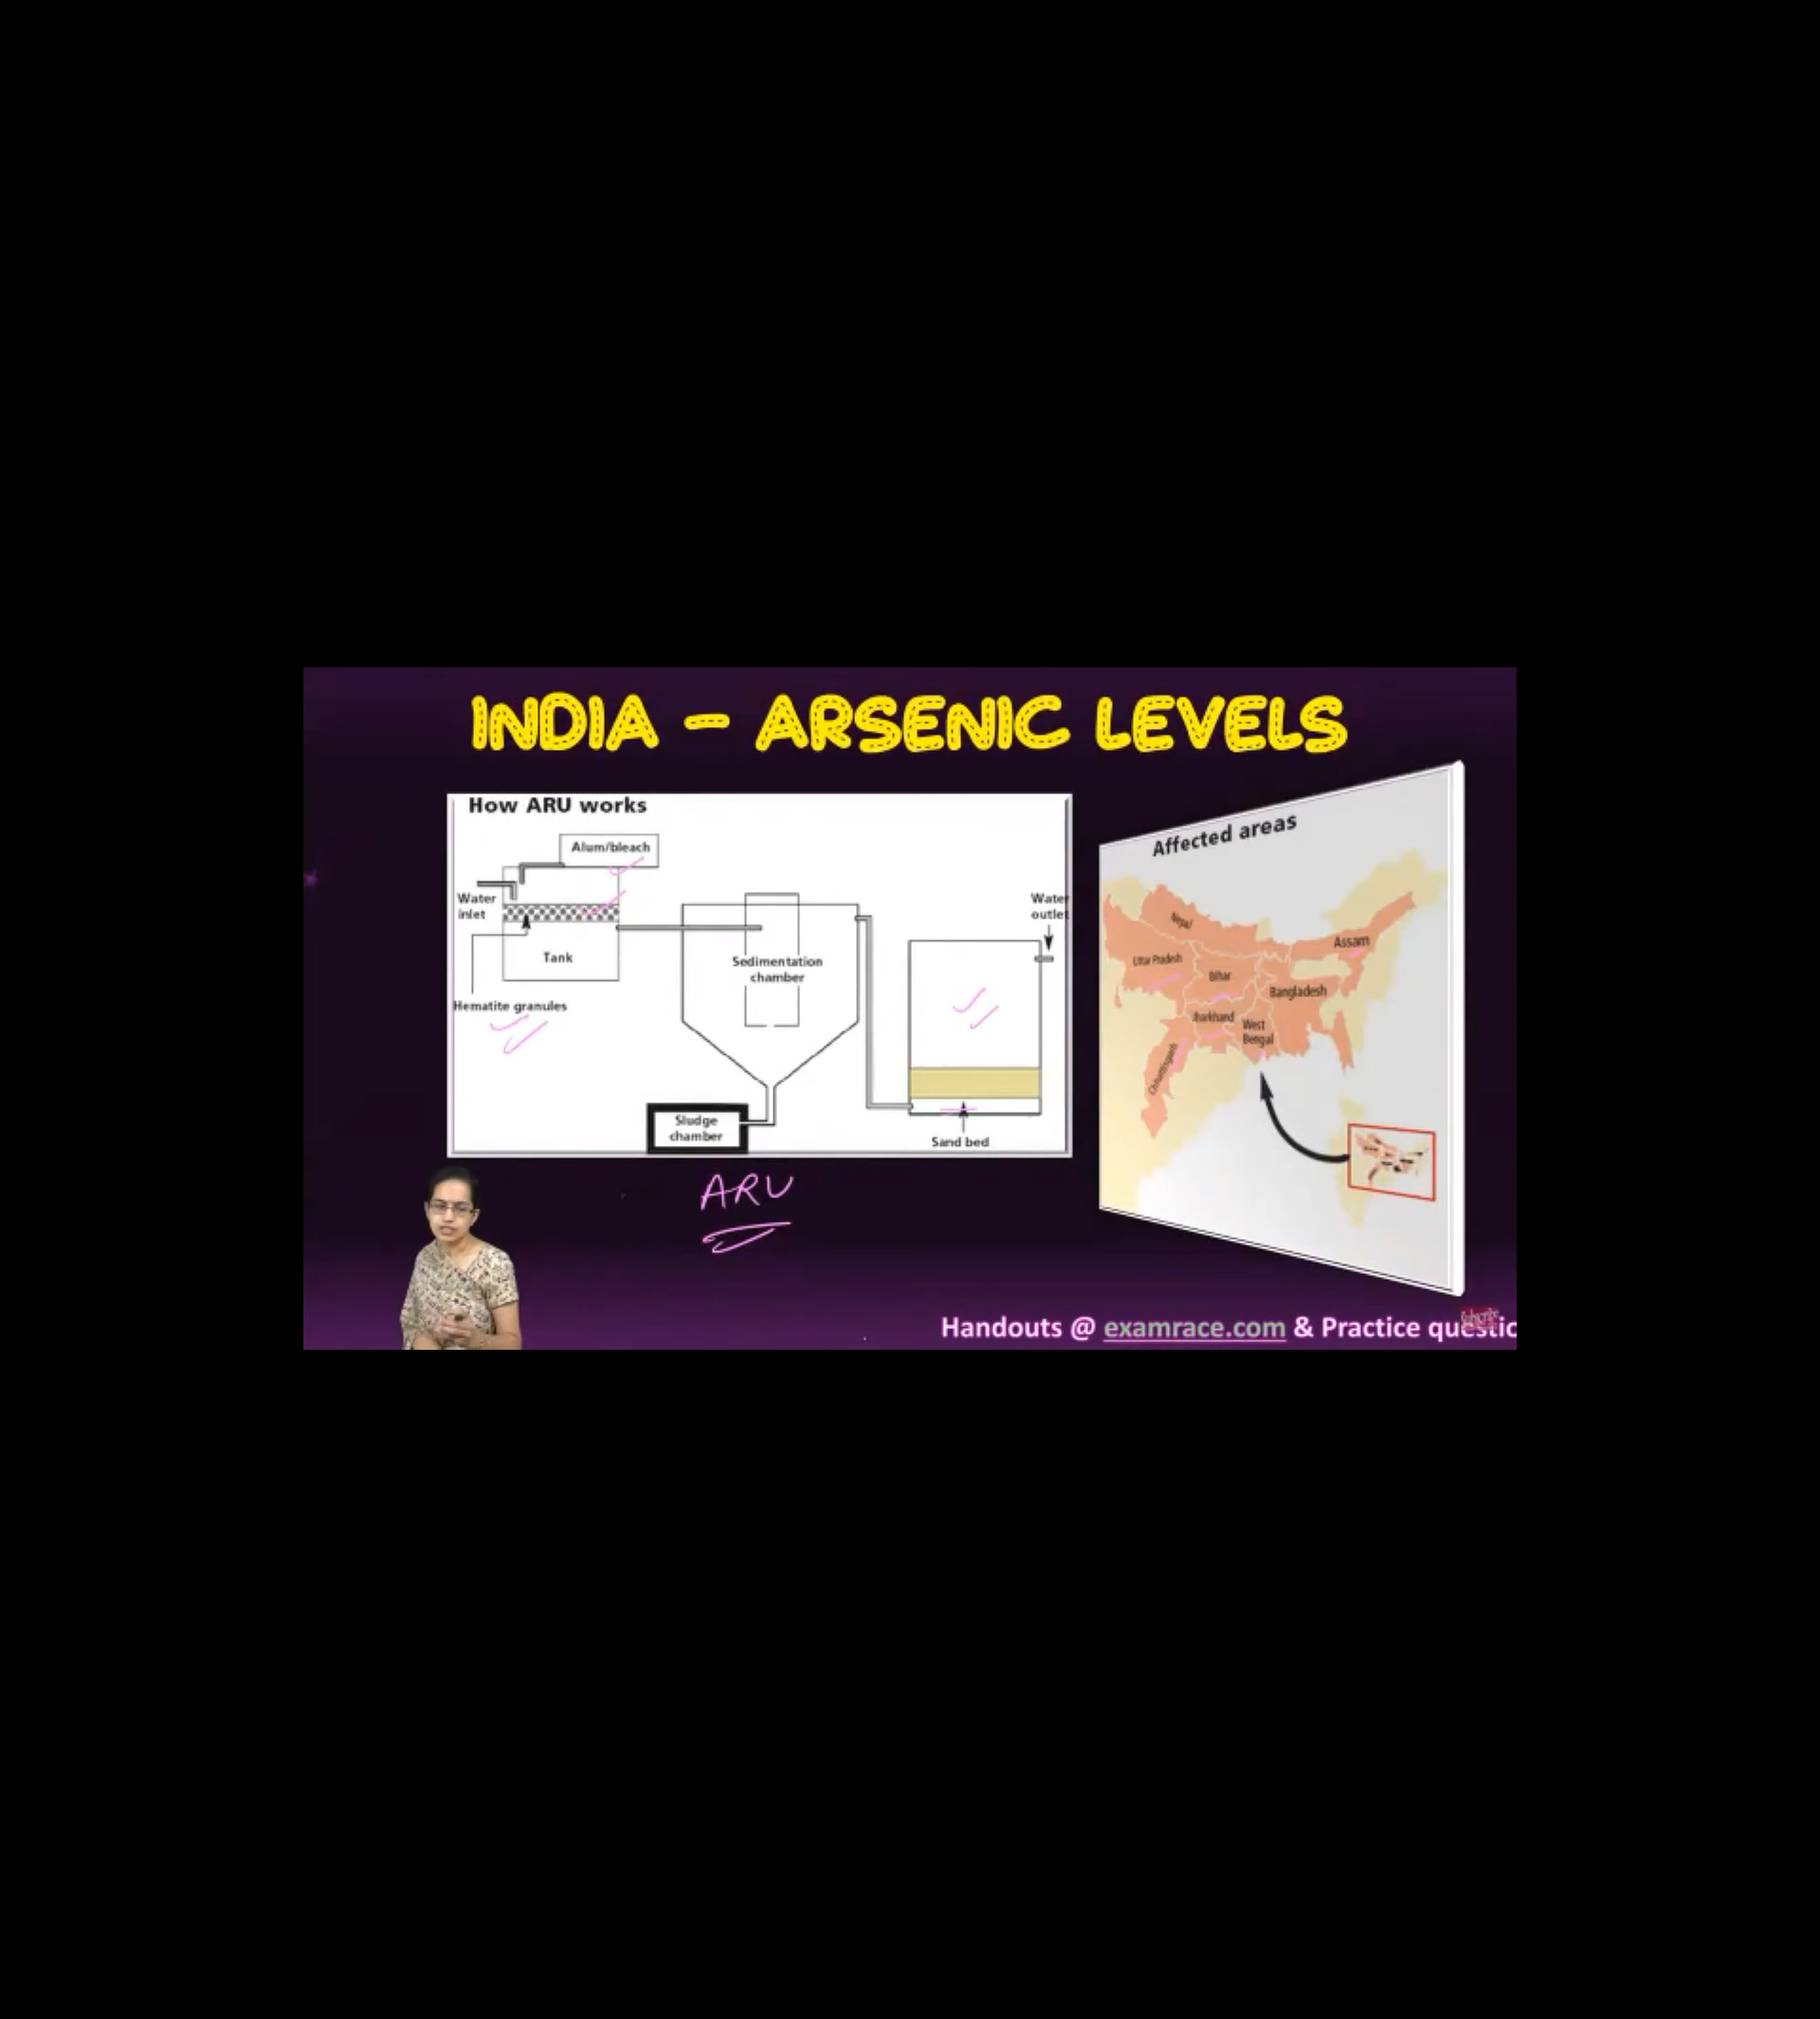 INDIA - ARSENIC LEVELS
How ARU works
Alum/bleach
Water
inlet
Tank
Hematite granules
Sedimentation
chamber
Sludge
chamber
Water
outlet
Sand bed
ARU
Affected areas
Nepal
Uttar Pradesh
Bihar
Assam
Bangladesh
Jharkhand
West
Bengal
Chhattisgarh
Handouts @ examrace.com & Practice questio
Subscribe